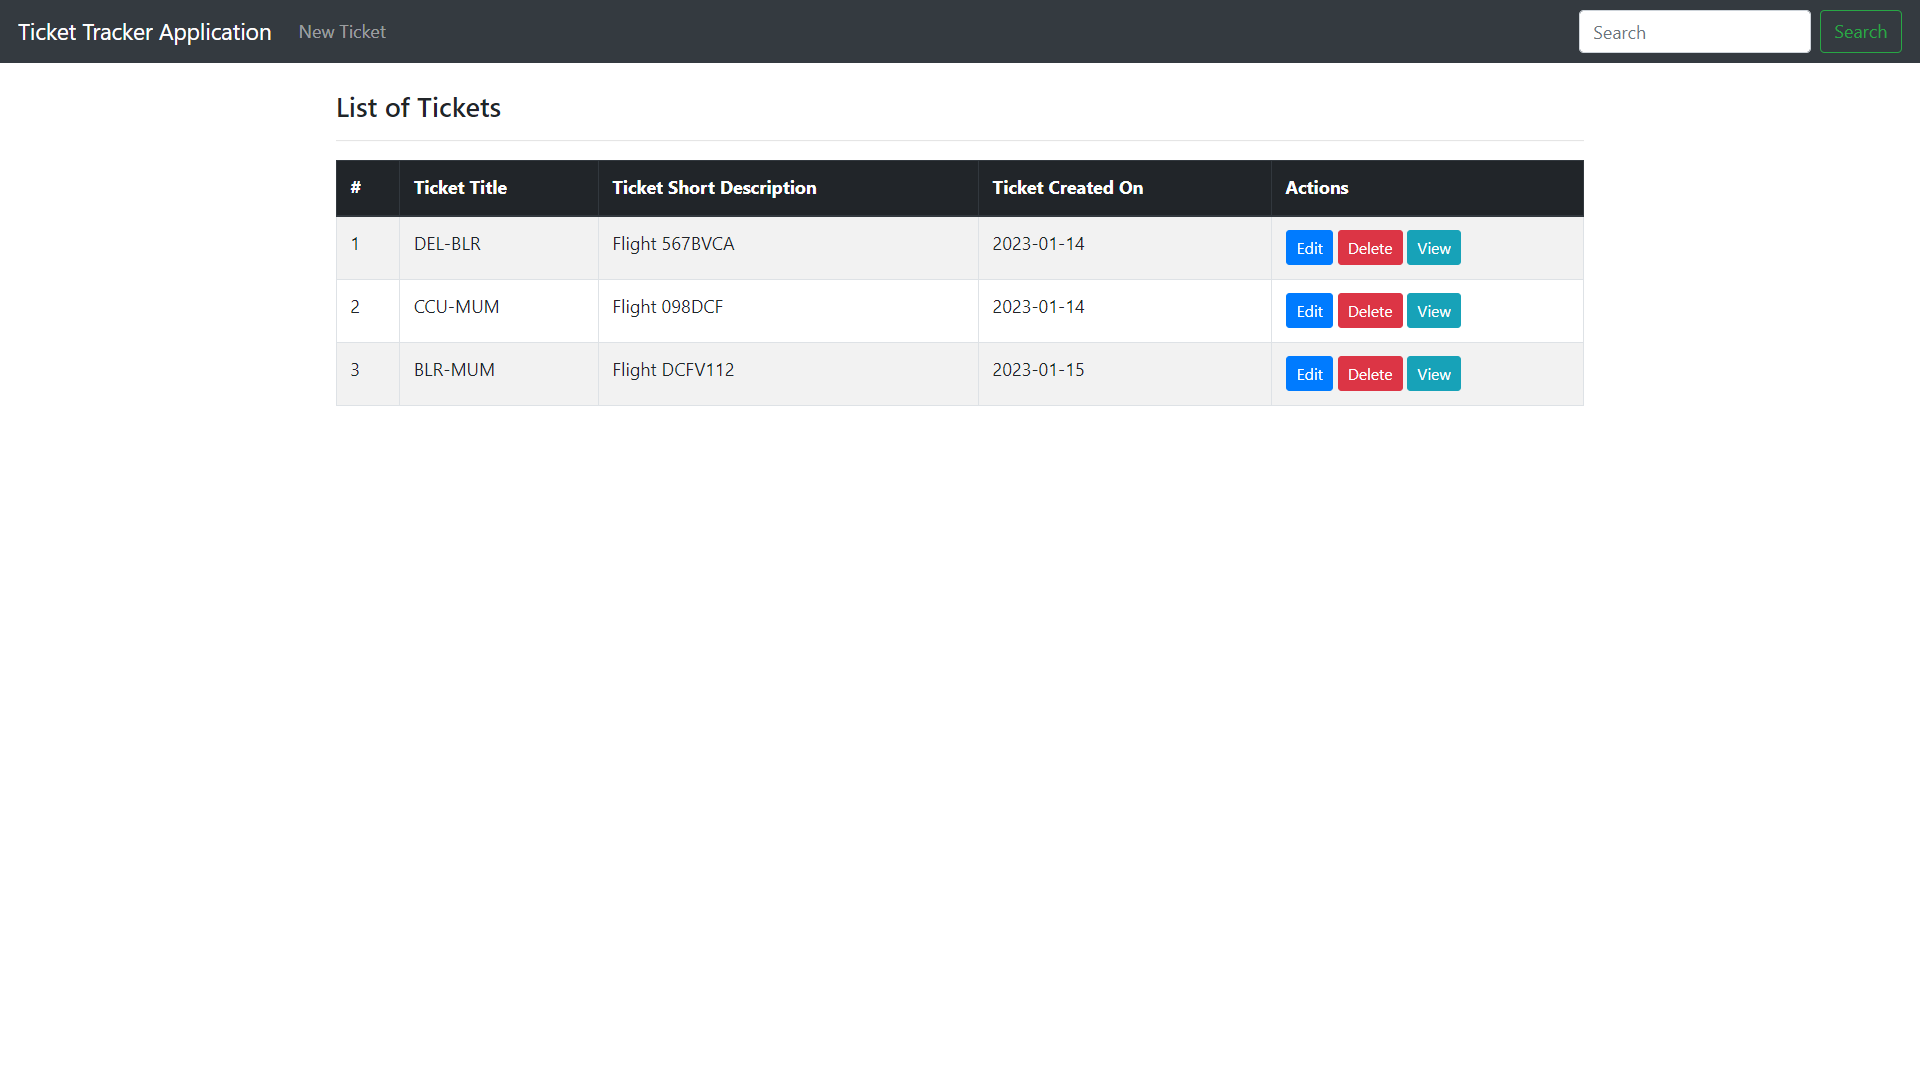 Ticket Tracker Application New Ticket Search Search
List of Tickets
# Ticket Title Ticket Short Description Ticket Created On Actions
1 DEL-BLR Flight 567BVCA 2023-01-14 Edit Delete View
2 CCU-MUM Flight 098DCF 2023-01-14 Edit Delete View
3 BLR-MUM Flight DCFV112 2023-01-15 Edit Delete View